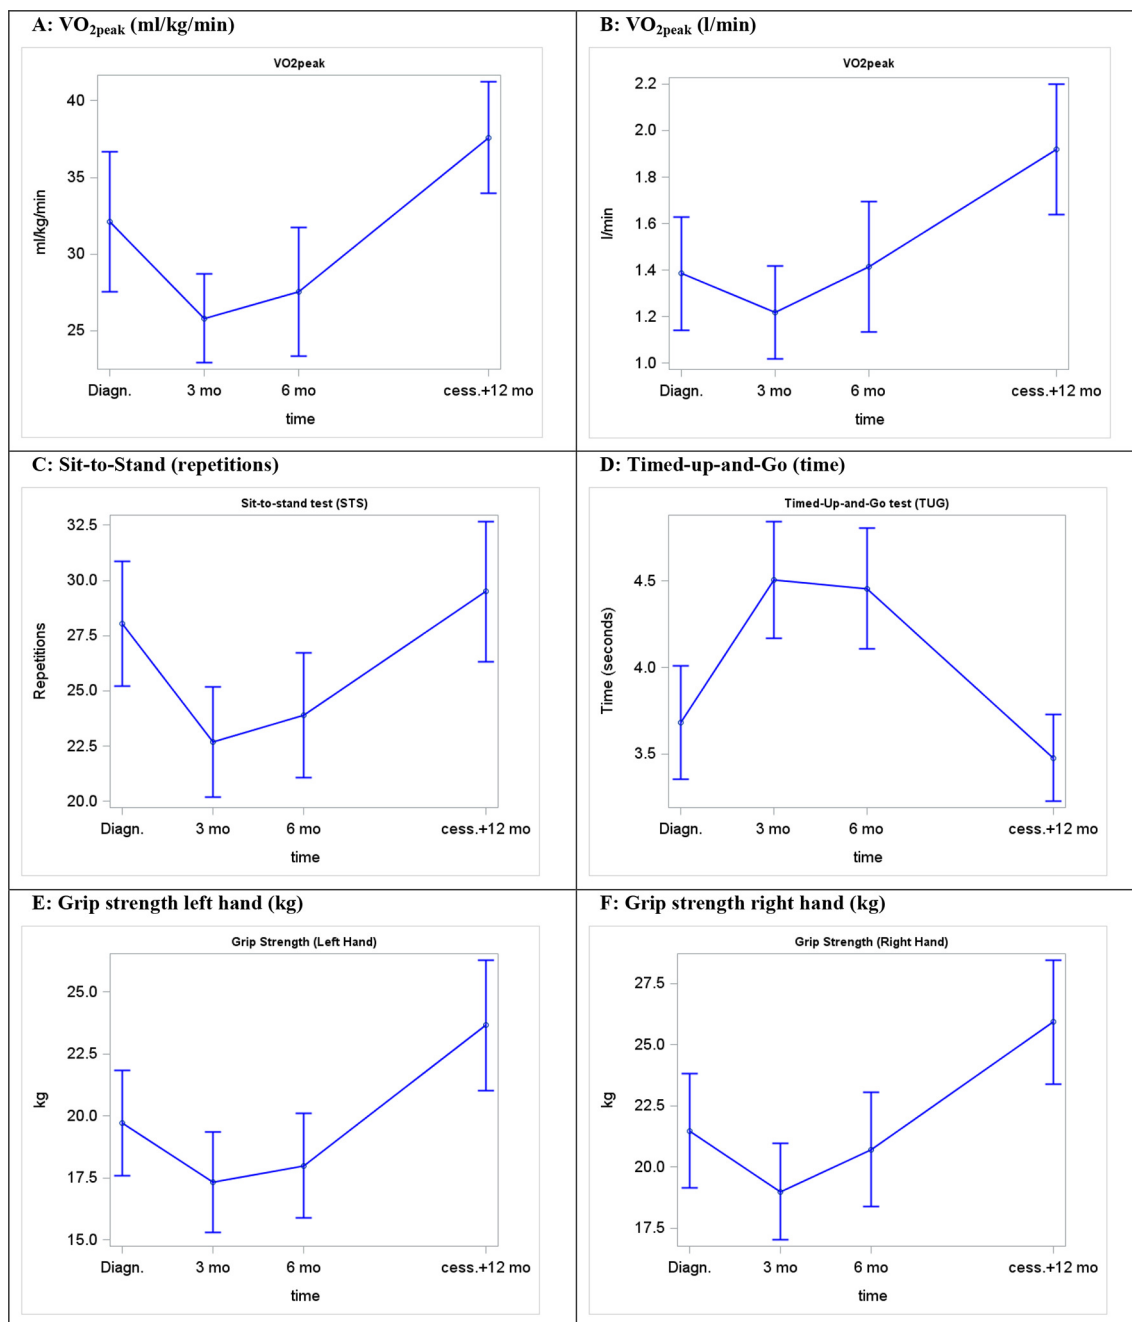 A: VO2peak (ml/kg/min)
VO2peak
40
35
30
25
ml/kg/min
Diagn.
3 mo
6 mo
cess.+12 mo
time
B: VO2peak (l/min)
VO2peak
2.2
2.0
1.8
1.6
1.4
1.2
1.0
l/min
Diagn.
3 mo
6 mo
cess.+12 mo
time
C: Sit-to-Stand (repetitions)
Sit-to-stand test (STS)
32.5
30.0
27.5
25.0
22.5
20.0
Repetitions
Diagn.
3 mo
6 mo
cess.+12 mo
time
D: Timed-up-and-Go (time)
Timed-Up-and-Go test (TUG)
4.5
4.0
3.5
Time (seconds)
Diagn.
3 mo
6 mo
cess.+12 mo
time
E: Grip strength left hand (kg)
Grip Strength (Left Hand)
25.0
22.5
20.0
17.5
15.0
kg
Diagn.
3 mo
6 mo
cess.+12 mo
time
F: Grip strength right hand (kg)
Grip Strength (Right Hand)
27.5
25.0
22.5
20.0
17.5
kg
Diagn.
3 mo
6 mo
cess.+12 mo
time